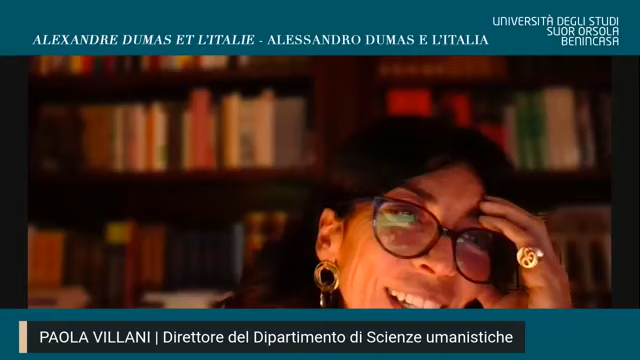 ALEXANDRE DUMAS ET L'ITALIE - ALESSANDRO DUMAS E L'ITALIA
UNIVERSITÀ DEGLI STUDI
SUOR ORSOLA
BENINCASA
PAOLA VILLANI | Direttore del Dipartimento di Scienze umanistiche